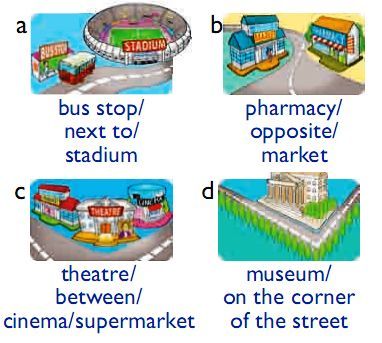 a
BUS STOP
STADIUM
bus stop/
next to/
stadium
b
pharmacy/
opposite/
market
c
THEATRE
CINEMA
theatre/
between/
cinema/supermarket
d
museum/
on the corner
of the street